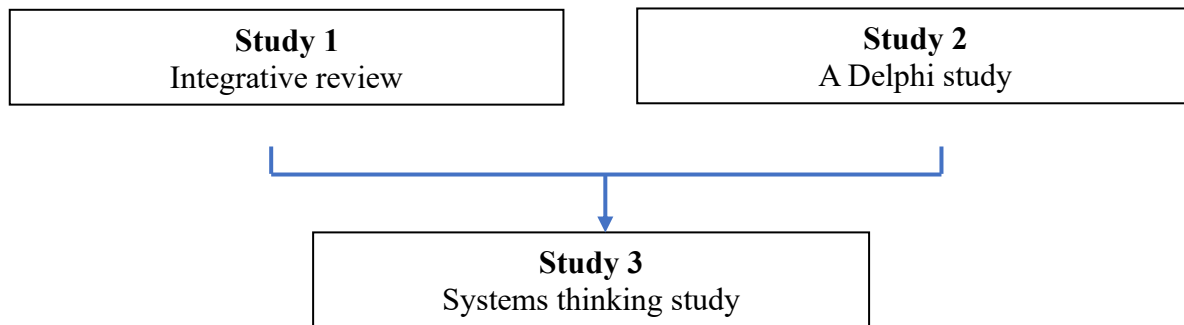 Study 1
Integrative review
Study 2
A Delphi study
Study 3
Systems thinking study